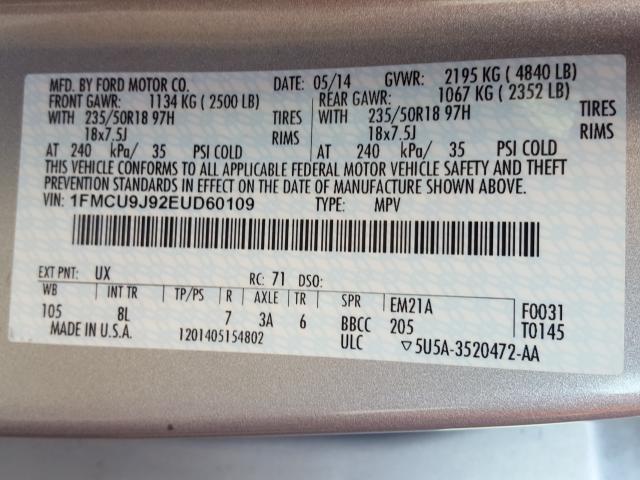 MFD. BY FORD MOTOR CO. DATE: 05/14 GVWR: 2195 KG ( 4840 LB)
FRONT GAWR: 1134 KG ( 2500 LB) REAR GAWR: 1067 KG ( 2352 LB)
WITH 235/50R18 97H TIRES WITH 235/50R18 97H TIRES
18x7.5J RIMS 18x7.5J RIMS
AT 240 kPa/ 35 PSI COLD AT 240 kPa/ 35 PSI COLD
THIS VEHICLE CONFORMS TO ALL APPLICABLE FEDERAL MOTOR VEHICLE SAFETY AND THEFT
PREVENTION STANDARDS IN EFFECT ON THE DATE OF MANUFACTURE SHOWN ABOVE.
VIN: 1FMCU9J92EUD60109 TYPE: MPV
EXT PNT: UX RC: 71 DSO:
WB INT TR TP/PS R AXLE TR SPR EM21A F0031
105 8L 7 3A 6 BBCC 205 T0145
MADE IN U.S.A. 1201405154802 ULC ▽5U5A-3520472-AA